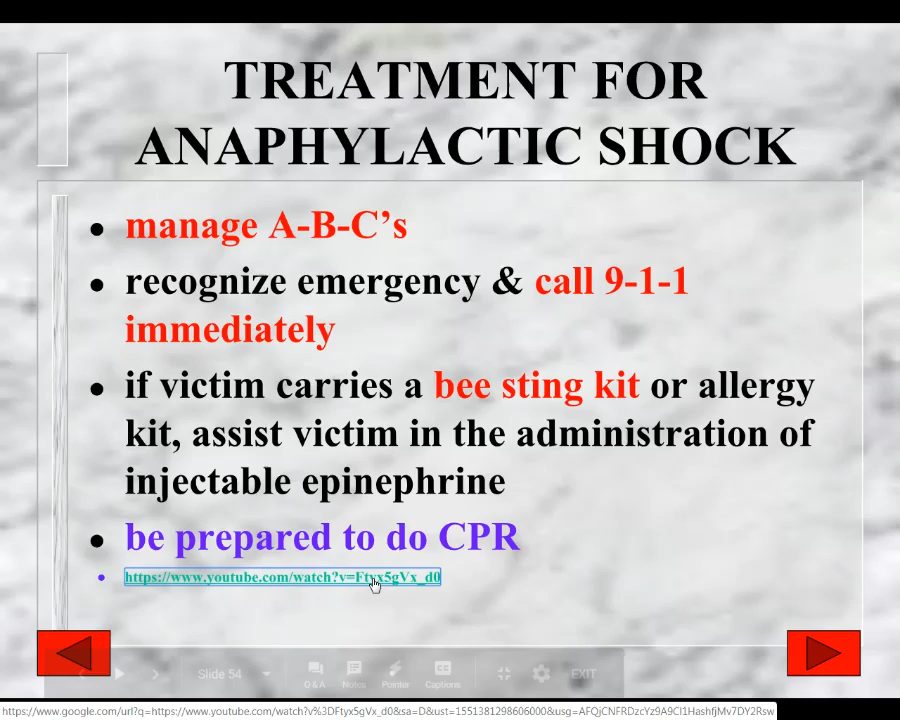 TREATMENT FOR
ANAPHYLACTIC SHOCK
• manage A-B-C’s
• recognize emergency & call 9-1-1
immediately
• if victim carries a bee sting kit or allergy
kit, assist victim in the administration of
injectable epinephrine
• be prepared to do CPR
• https://www.youtube.com/watch?v=Ftyx5gVx_d0
Slide 54
Q & A Notes Pointer Captions EXIT
https://www.google.com/url?q=https://www.youtube.com/watch?v%3DFtyx5gVx_d0&sa=D&ust=1551381298606000&usg=AFQjCNFRDzcYz9A9Cl1HashfjMv7DY2Rsw